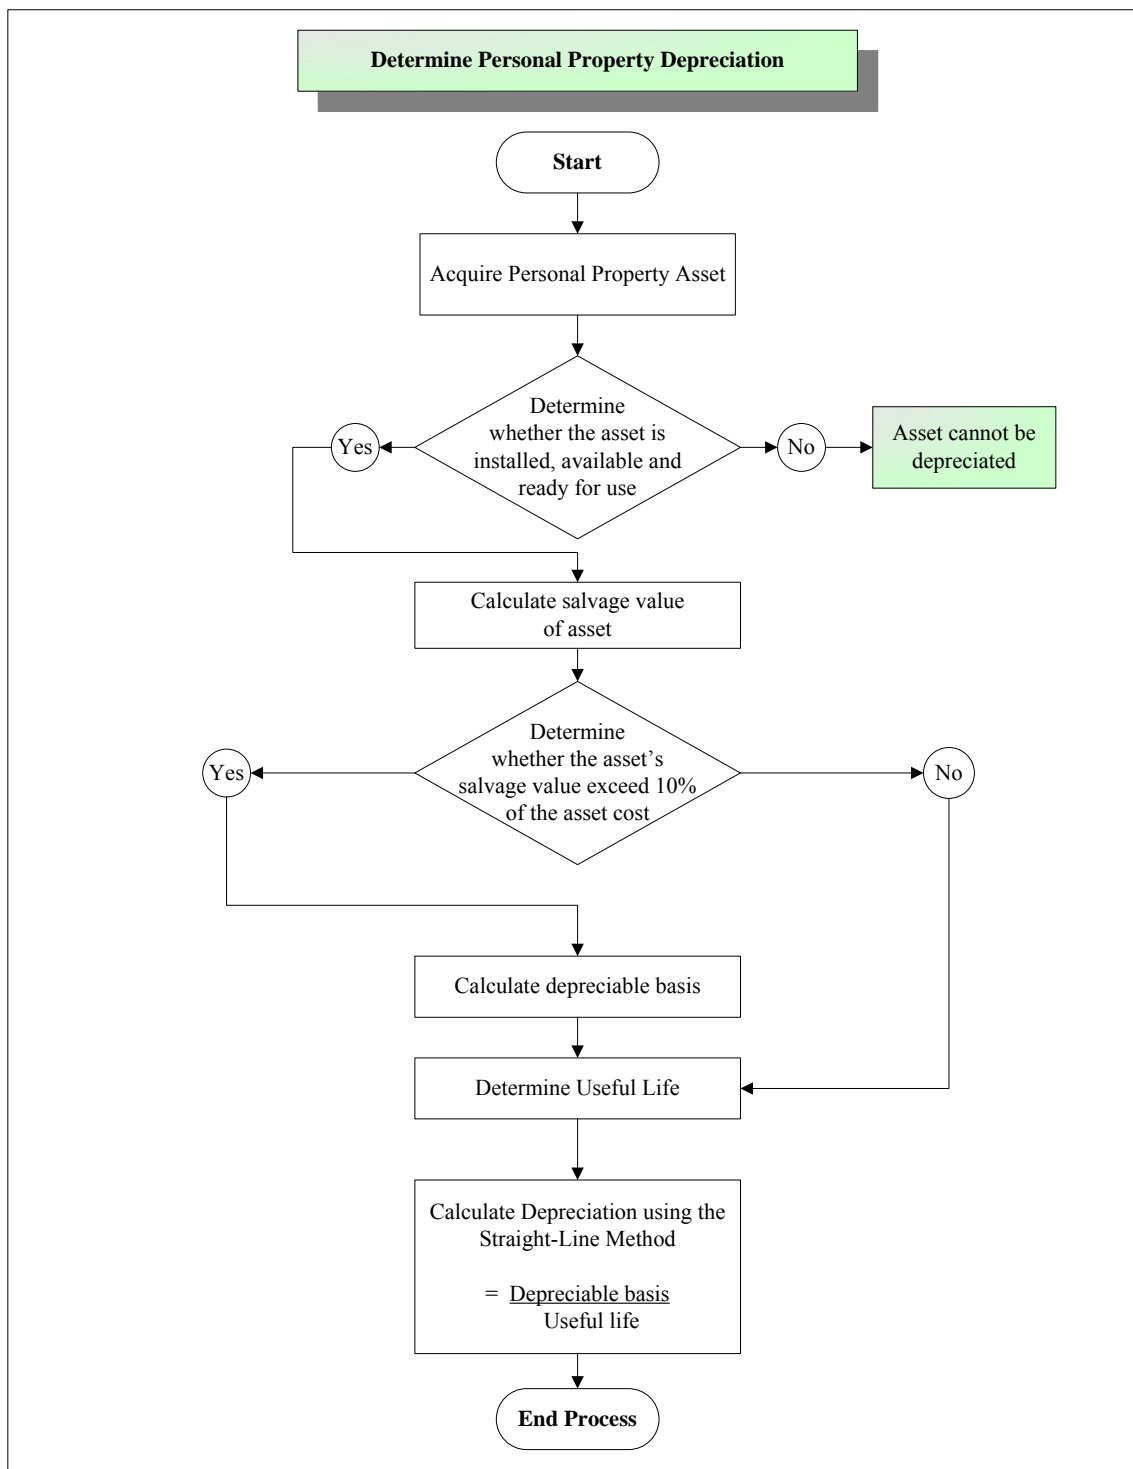 Determine Personal Property Depreciation
Start
Acquire Personal Property Asset
Determine
whether the asset is
installed, available and
ready for use
Yes
No
Asset cannot be
depreciated
Calculate salvage value
of asset
Determine
whether the asset’s
salvage value exceed 10%
of the asset cost
Yes
No
Calculate depreciable basis
Determine Useful Life
Calculate Depreciation using the
Straight-Line Method
= Depreciable basis
Useful life
End Process